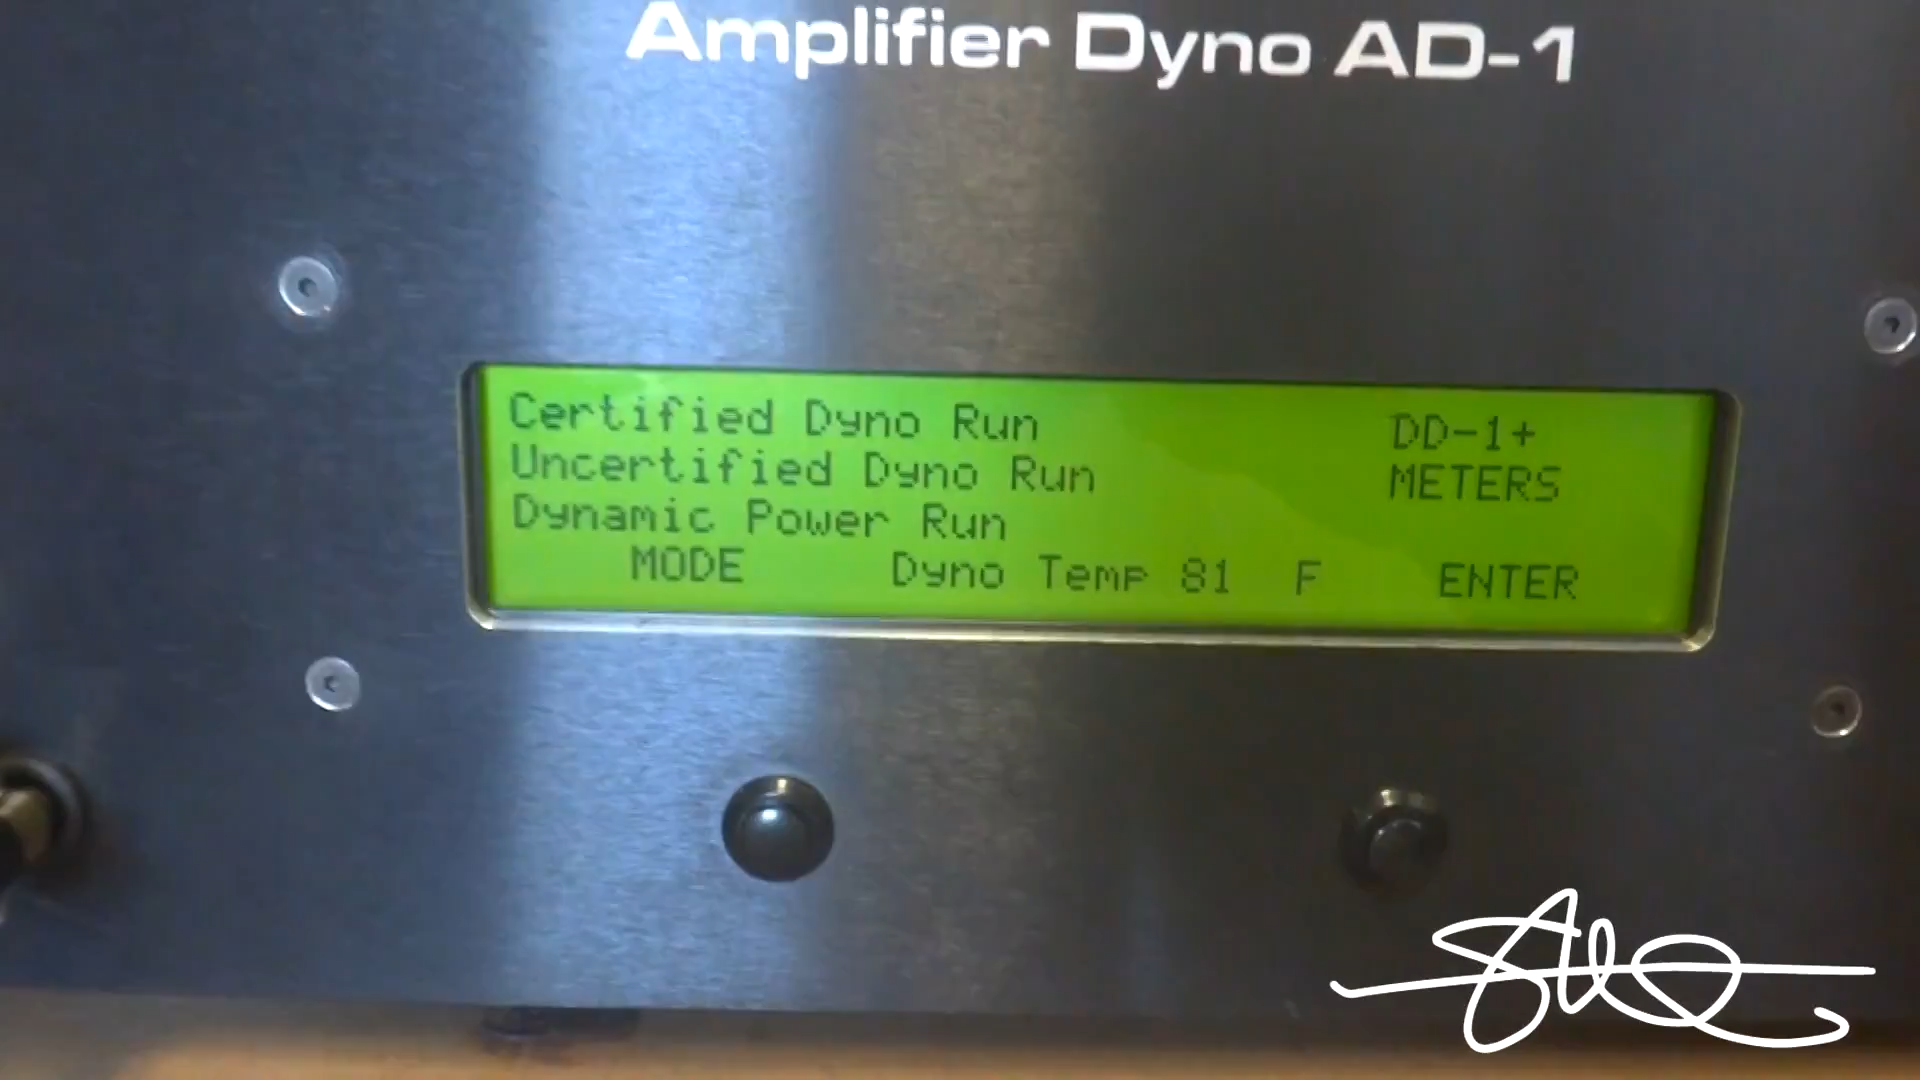 Amplifier Dyno AD-1
Certified Dyno Run DD-1+
Uncertified Dyno Run METERS
Dynamic Power Run
MODE Dyno Temp 81 F ENTER